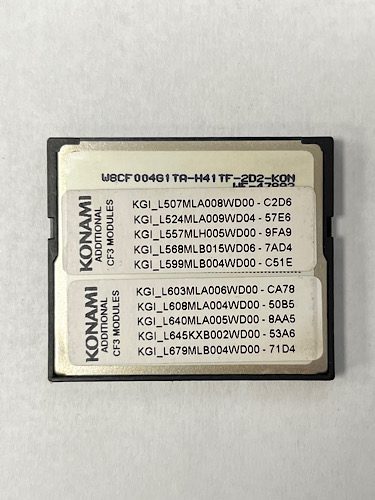 W8CF004G1TA-H41TF-2D2-KON
KONAMI
ADDITIONAL
CF3 MODULES
KGI_L507MLA008WD00 - C2D6
KGI_L524MLA009WD04 - 57E6
KGI_L557MLH005WD00 - 9FA9
KGI_L568MLB015WD06 - 7AD4
KGI_L599MLB004WD00 - C51E
KONAMI
ADDITIONAL
CF3 MODULES
KGI_L603MLA006WD00 - CA78
KGI_L608MLA004WD00 - 50B5
KGI_L640MLA005WD00 - 8AA5
KGI_L645KXB002WD00 - 53A6
KGI_L679MLB004WD00 - 71D4